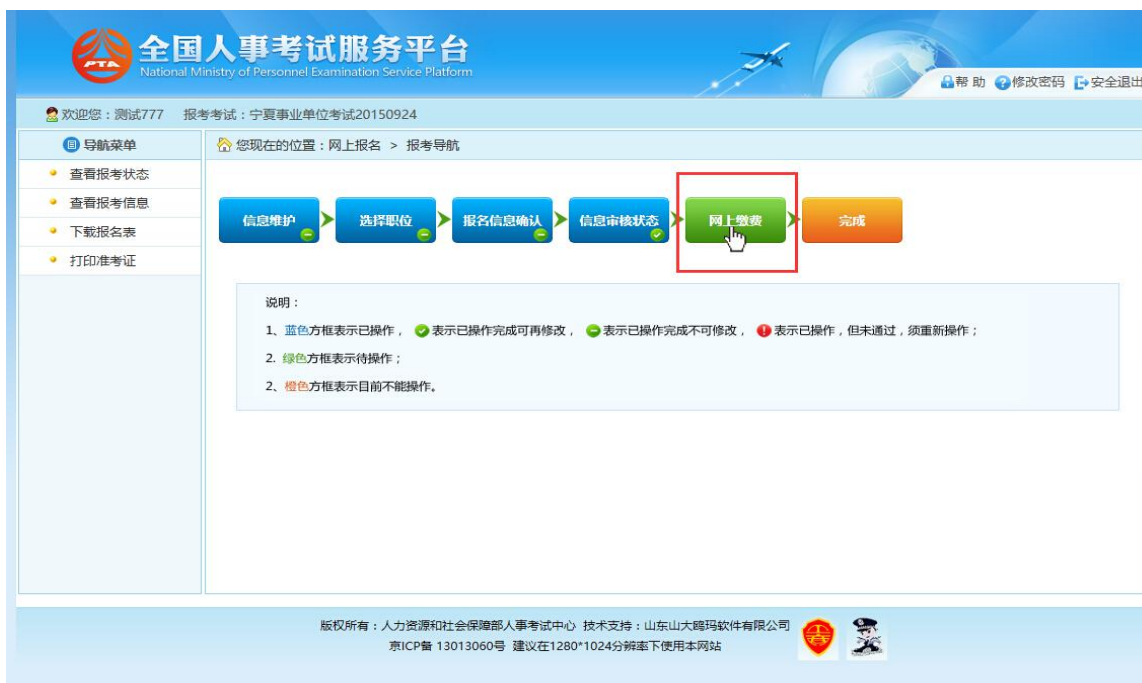 全国人事考试服务平台
PTA
National Ministry of Personnel Examination Service Platform
帮 助 修改密码 安全退出
欢迎您：测试777 报考考试：宁夏事业单位考试20150924
导航菜单
您现在的位置：网上报名 > 报考导航
查看报考状态
查看报考信息
下载报名表
打印准考证
信息维护 选择职位 报名信息确认 信息审核状态 网上缴费 完成
说明：
1、蓝色方框表示已操作， 表示已操作完成可再修改， 表示已操作完成不可修改， 表示已操作，但未通过，须重新操作；
2. 绿色方框表示待操作；
2、橙色方框表示目前不能操作。
版权所有：人力资源和社会保障部人事考试中心 技术支持：山东山大鸥玛软件有限公司
京ICP备 13013060号 建议在1280*1024分辨率下使用本网站